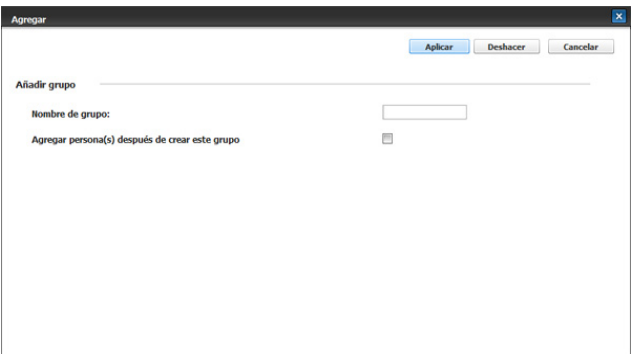 Agregar
Aplicar Deshacer Cancelar
Añadir grupo
Nombre de grupo:
Agregar persona(s) después de crear este grupo